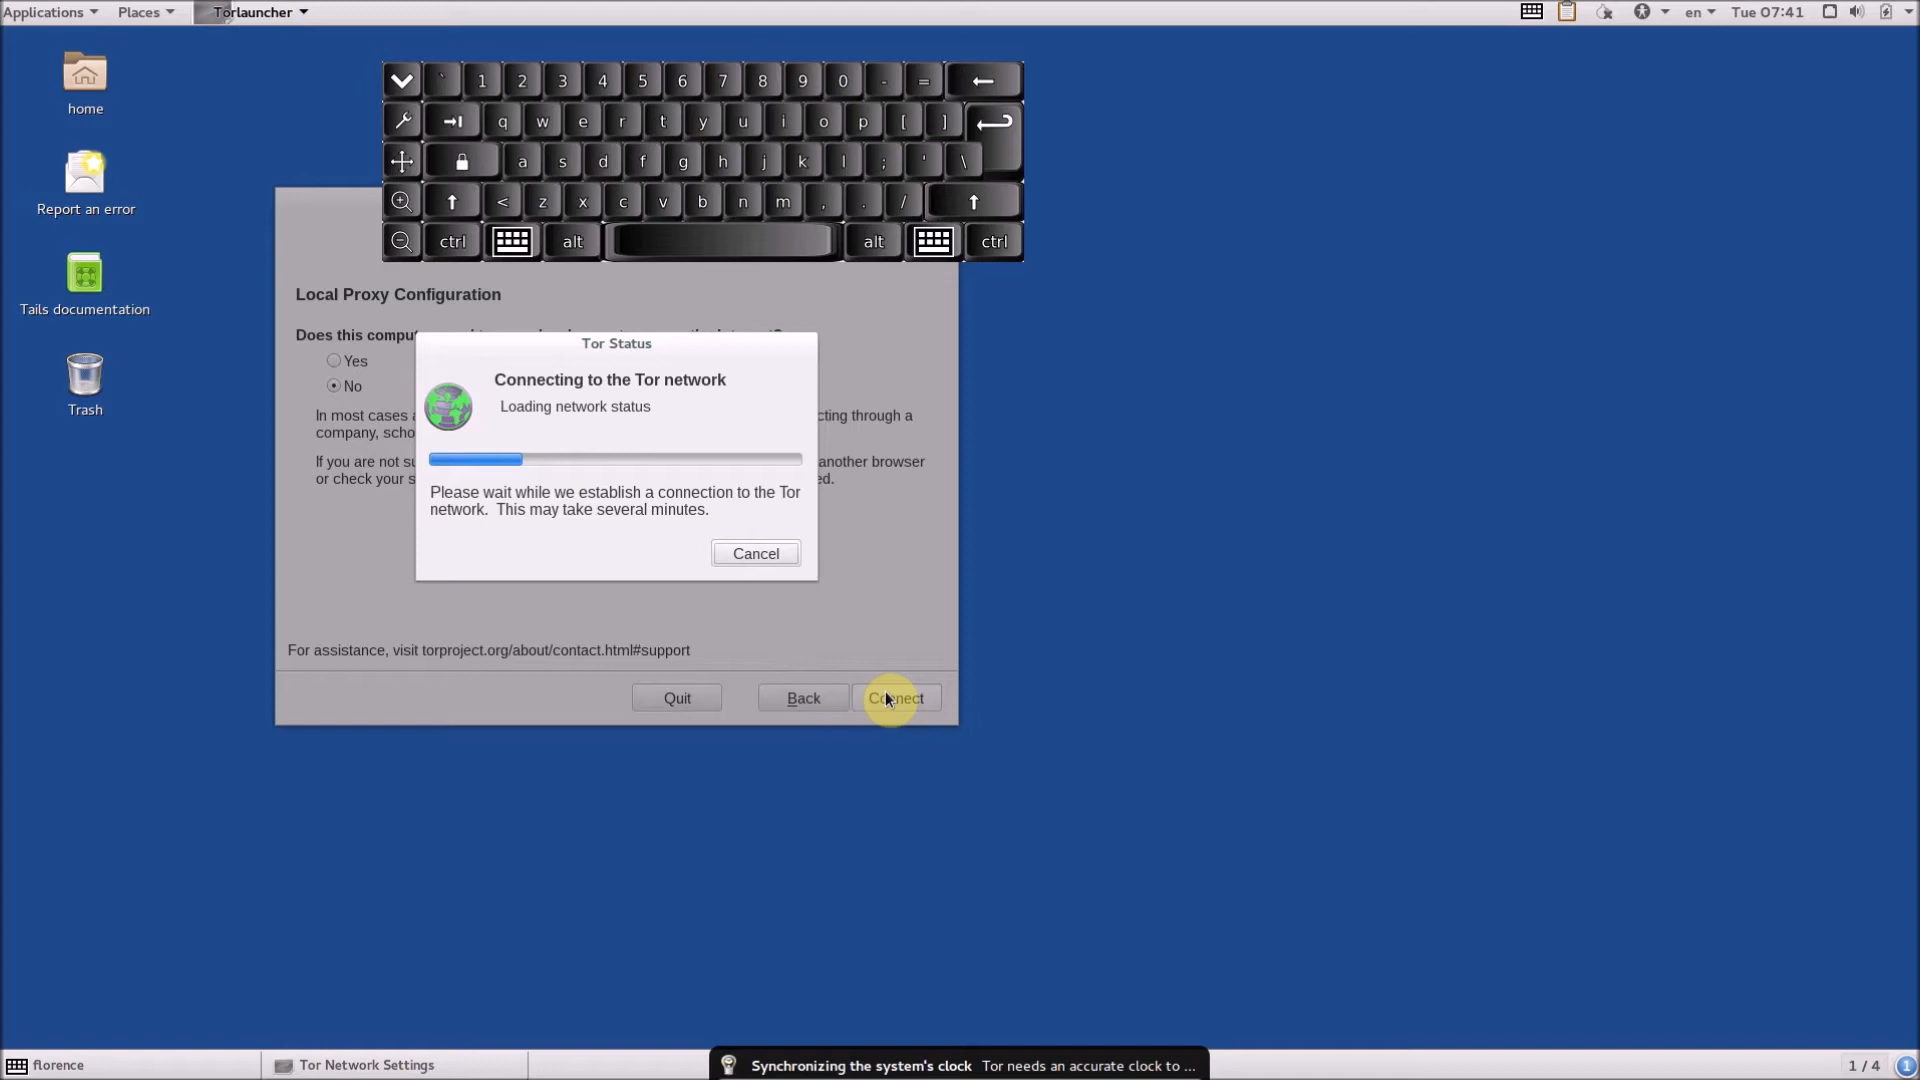 Applications Places Torlauncher en Tue 07:41
home
Report an error
Tails documentation
Trash
` 1 2 3 4 5 6 7 8 9 0 - =
q w e r t y u i o p [ ]
a s d f g h j k l ; ' \
< z x c v b n m , . /
ctrl alt alt ctrl
Local Proxy Configuration
Does this compu
Yes
No
In most cases
cting through a
company, scho
If you are not su
another browser
or check your s
ed.
Tor Status
Connecting to the Tor network
Loading network status
Please wait while we establish a connection to the Tor
network. This may take several minutes.
Cancel
For assistance, visit torproject.org/about/contact.html#support
Quit Back Connect
florence Tor Network Settings Synchronizing the system's clock Tor needs an accurate clock to ... 1 / 4 1